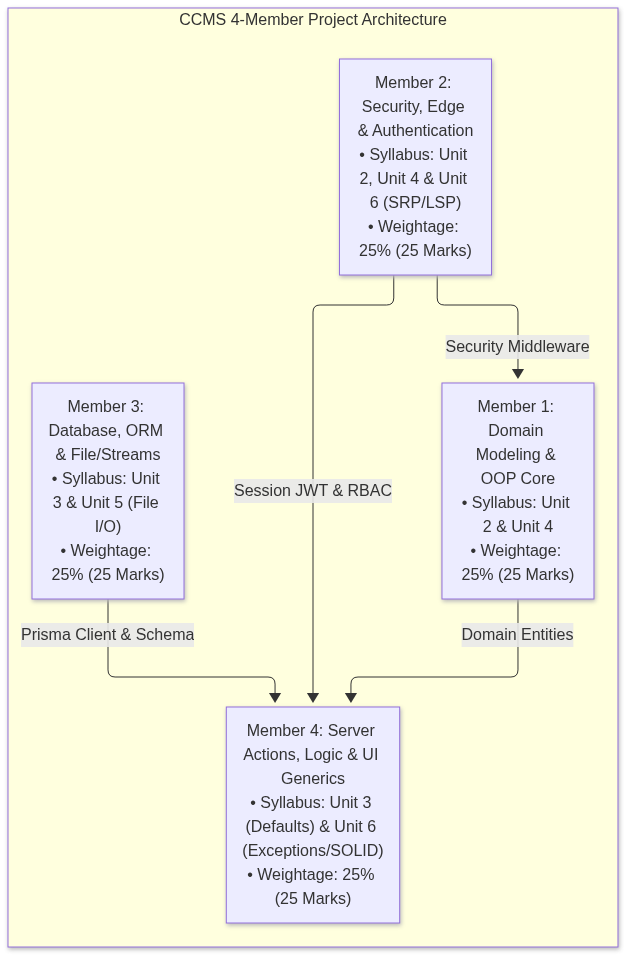 CCMS 4-Member Project Architecture
Member 2:
Security, Edge
& Authentication
• Syllabus: Unit
2, Unit 4 & Unit
6 (SRP/LSP)
• Weightage:
25% (25 Marks)
Security Middleware
Member 3:
Database, ORM
& File/Streams
• Syllabus: Unit
3 & Unit 5 (File
I/O)
• Weightage:
25% (25 Marks)
Session JWT & RBAC
Member 1:
Domain
Modeling &
OOP Core
• Syllabus: Unit
2 & Unit 4
• Weightage:
25% (25 Marks)
Prisma Client & Schema
Domain Entities
Member 4: Server
Actions, Logic & UI
Generics
• Syllabus: Unit 3
(Defaults) & Unit 6
(Exceptions/SOLID)
• Weightage: 25%
(25 Marks)